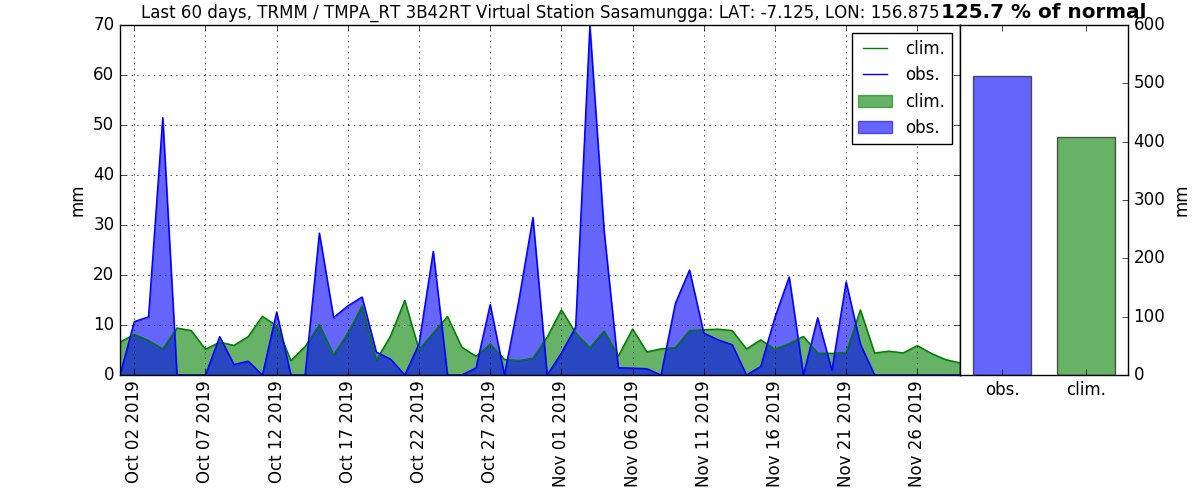 Last 60 days, TRMM / TMPA_RT 3B42RT Virtual Station Sasamungga: LAT: -7.125, LON: 156.875
125.7 % of normal
70
60
50
40
30
20
10
0
mm
Oct 02 2019
Oct 07 2019
Oct 12 2019
Oct 17 2019
Oct 22 2019
Oct 27 2019
Nov 01 2019
Nov 06 2019
Nov 11 2019
Nov 16 2019
Nov 21 2019
Nov 26 2019
clim.
obs.
clim.
obs.
600
500
400
300
200
100
0
mm
obs.
clim.